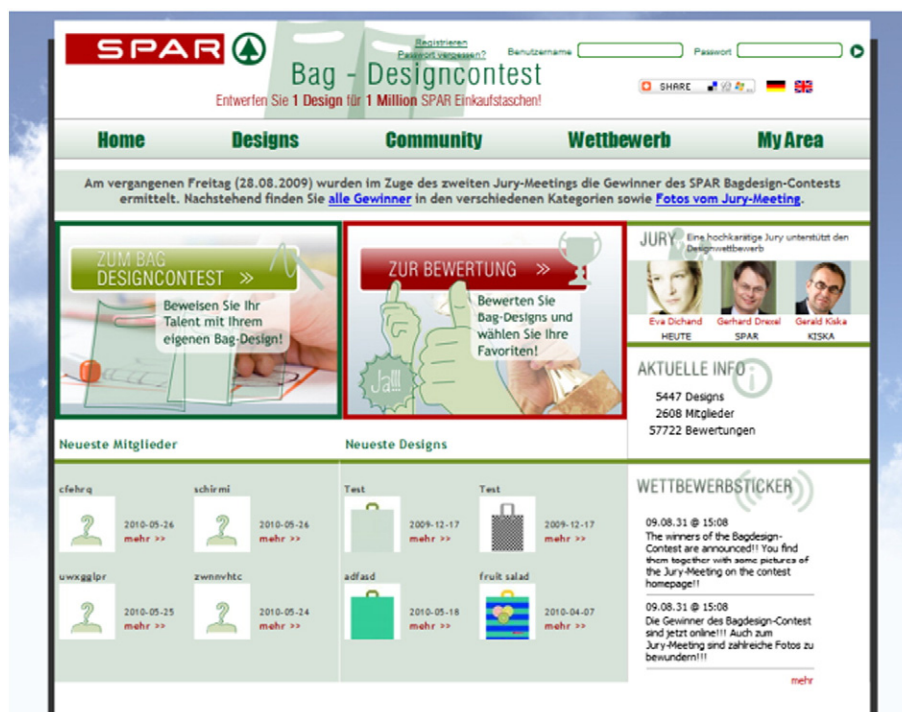 SPAR
Registrieren
Passwort vergessen?
Benutzername
Passwort
Bag - Designcontest
Entwerfen Sie 1 Design für 1 Million SPAR Einkaufstaschen!
SHARE
Home Designs Community Wettbewerb My Area
Am vergangenen Freitag (28.08.2009) wurden im Zuge des zweiten Jury-Meetings die Gewinner des SPAR Bagdesign-Contests
ermittelt. Nachstehend finden Sie alle Gewinner in den verschiedenen Kategorien sowie Fotos vom Jury-Meeting.
ZUM BAG
DESIGNCONTEST »
Beweisen Sie Ihr
Talent mit Ihrem
eigenen Bag-Design!
ZUR BEWERTUNG »
Bewerten Sie
Bag-Designs und
wählen Sie Ihre
Favoriten!
Ja!!!
JURY
Eine hochkarätige Jury unterstützt den
Designwettbewerb
Eva Dichand Gerhard Drexel Gerald Kiska
HEUTE SPAR KISKA
AKTUELLE INFO
5447 Designs
2608 Mitglieder
57722 Bewertungen
Neueste Mitglieder
cfehrq schirmi
2010-05-26 2010-05-26
mehr >> mehr >>
uwxgglpr zwnnvhtc
2010-05-25 2010-05-24
mehr >> mehr >>
Neueste Designs
Test Test
2009-12-17 2009-12-17
mehr >> mehr >>
adfasd fruit salad
2010-05-18 2010-04-07
mehr >> mehr >>
WETTBEWERBSTICKER
09.08.31 @ 15:08
The winners of the Bagdesign-
Contest are announced!! You find
them together with some pictures of
the Jury-Meeting on the contest
homepage!!
09.08.31 @ 15:08
Die Gewinner des Bagdesign-Contest
sind jetzt online!!! Auch zum
Jury-Meeting sind zahlreiche Fotos zu
bewundern!!!
mehr